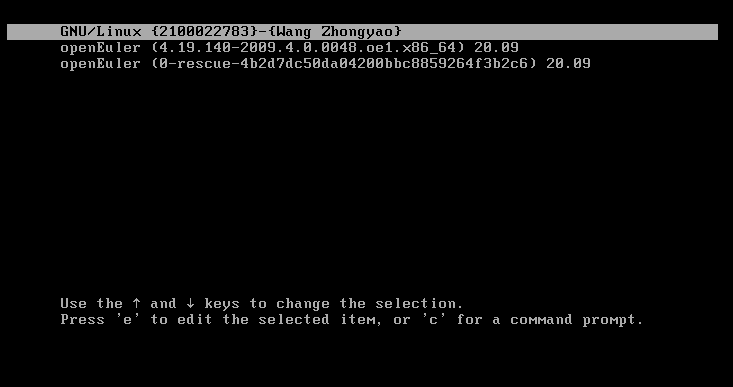 GNU/Linux {2100022783}-{Wang Zhongyao}
openEuler (4.19.140-2009.4.0.0048.oe1.x86_64) 20.09
openEuler (0-rescue-4b2d7dc50da04200bbc8859264f3b2c6) 20.09
Use the ↑ and ↓ keys to change the selection.
Press 'e' to edit the selected item, or 'c' for a command prompt.